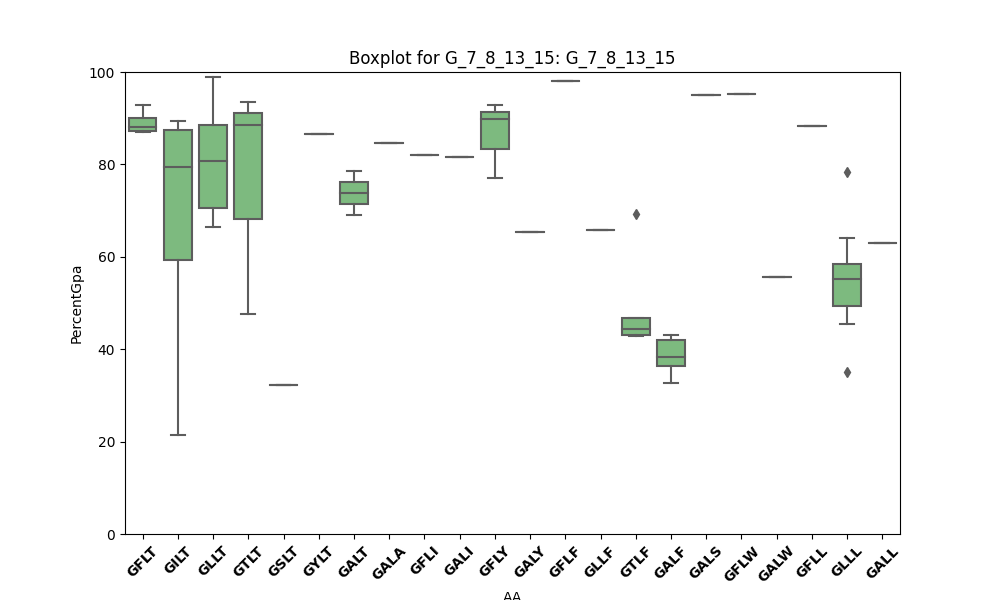 Boxplot for G_7_8_13_15: G_7_8_13_15
100
80
60
40
20
0
PercentGpa
GFLT
GILT
GLLT
GTLT
GSLT
GYLT
GALT
GALA
GFLI
GALI
GFLY
GALY
GFLF
GLLF
GTLF
GALF
GALS
GFLW
GALW
GFLL
GLLL
GALL
AA